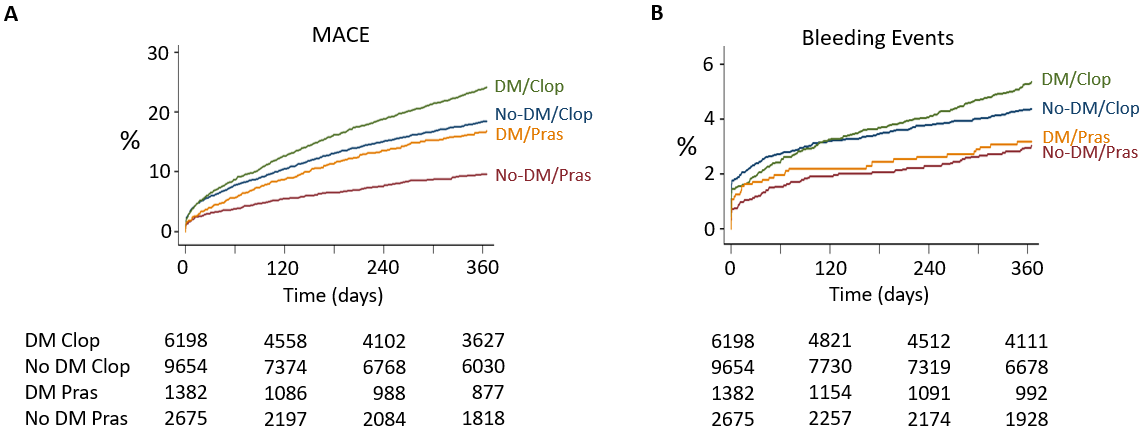 A
MACE
30
20
%
10
0
DM/Clop
No-DM/Clop
DM/Pras
No-DM/Pras
0 120 240 360
Time (days)
DM Clop 6198 4558 4102 3627
No DM Clop 9654 7374 6768 6030
DM Pras 1382 1086 988 877
No DM Pras 2675 2197 2084 1818
B
Bleeding Events
6
4
%
2
0
DM/Clop
No-DM/Clop
DM/Pras
No-DM/Pras
0 120 240 360
Time (days)
6198 4821 4512 4111
9654 7730 7319 6678
1382 1154 1091 992
2675 2257 2174 1928